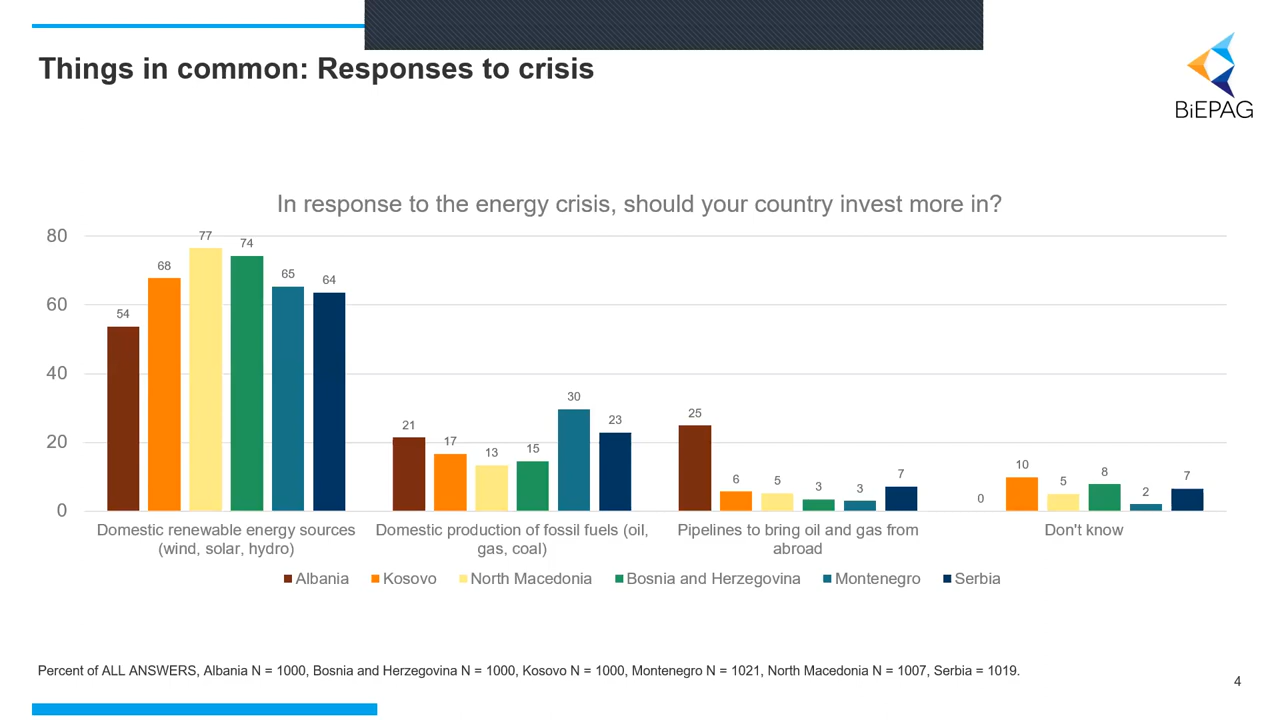 Things in common: Responses to crisis
BiEPAG
In response to the energy crisis, should your country invest more in?
80
60
40
20
0
54
68
77
74
65
64
21
17
13
15
30
23
25
6
5
3
3
7
0
10
5
8
2
7
Domestic renewable energy sources
(wind, solar, hydro)
Domestic production of fossil fuels (oil,
gas, coal)
Pipelines to bring oil and gas from
abroad
Don't know
Albania Kosovo North Macedonia Bosnia and Herzegovina Montenegro Serbia
Percent of ALL ANSWERS, Albania N = 1000, Bosnia and Herzegovina N = 1000, Kosovo N = 1000, Montenegro N = 1021, North Macedonia N = 1007, Serbia = 1019.
4